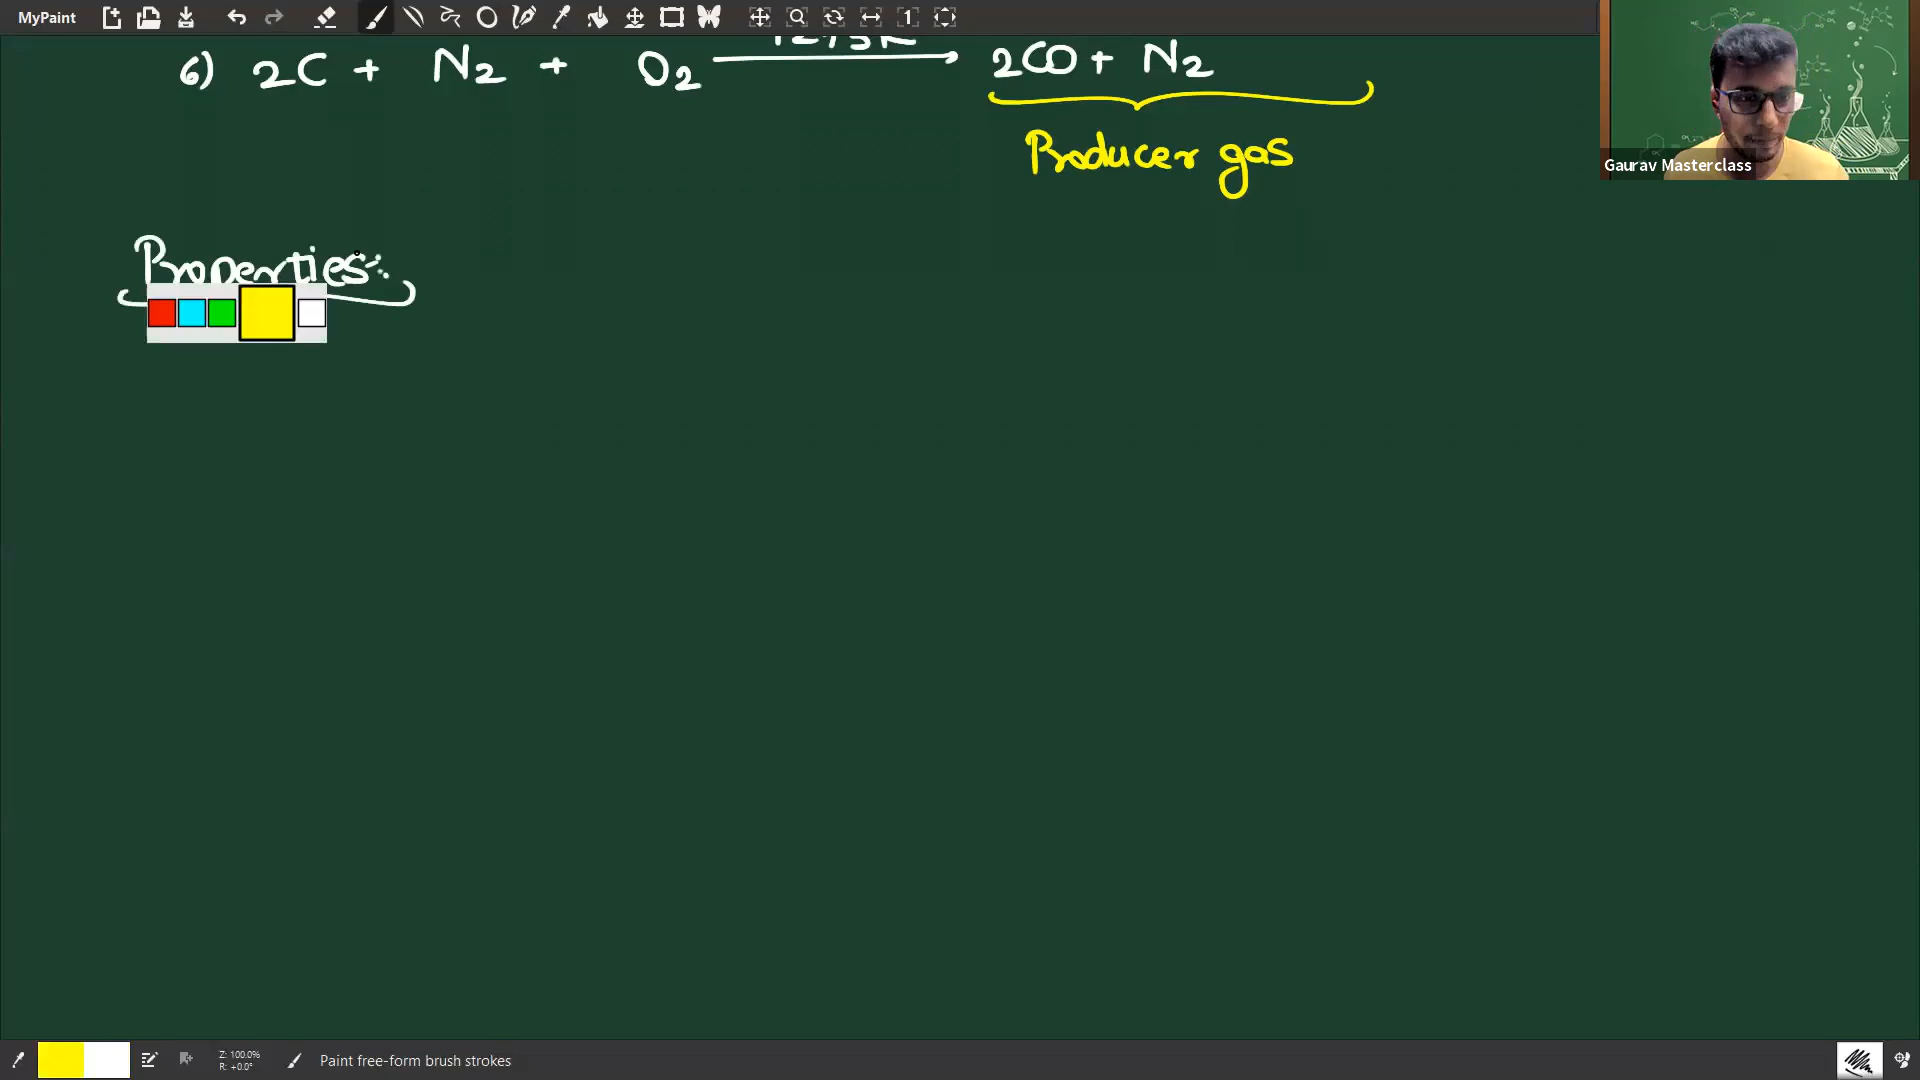 MyPaint
1273K
6) 2C + N2 + O2 → 2CO + N2
Producer gas
Gaurav Masterclass
Properties:
Z: 100.0%
R: +0.0°
Paint free-form brush strokes